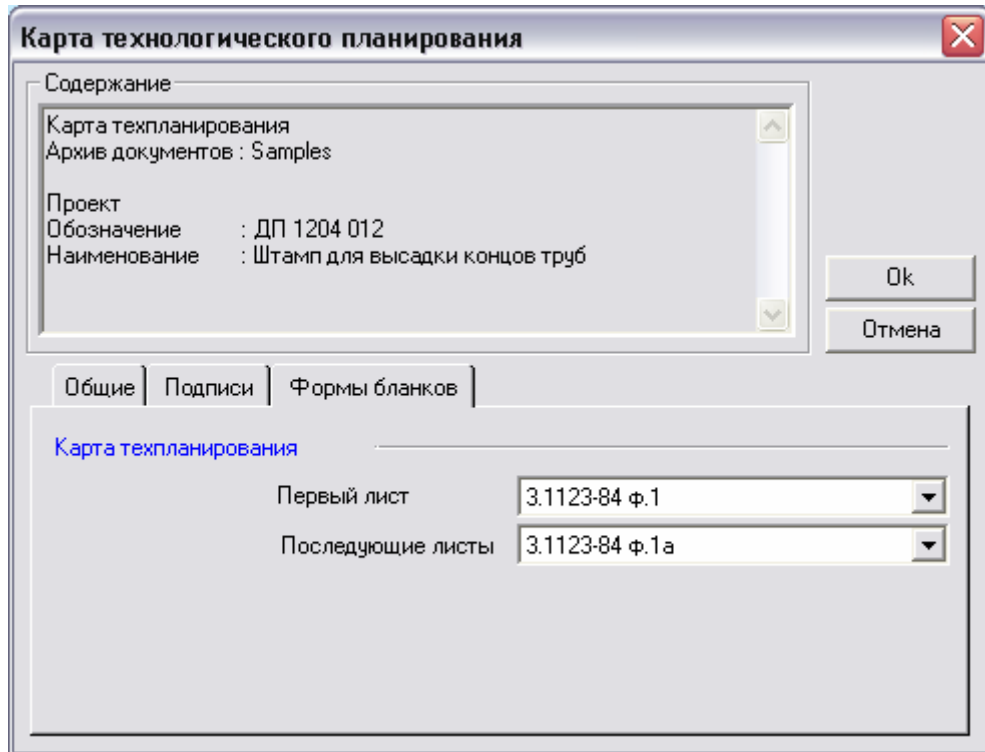 Карта технологического планирования
Содержание
Карта техпланирования
Архив документов : Samples
Проект
Обозначение : ДП 1204 012
Наименование : Штамп для высадки концов труб
Ok
Отмена
Общие Подписи Формы бланков
Карта техпланирования
Первый лист 3.1123-84 ф.1
Последующие листы 3.1123-84 ф.1а